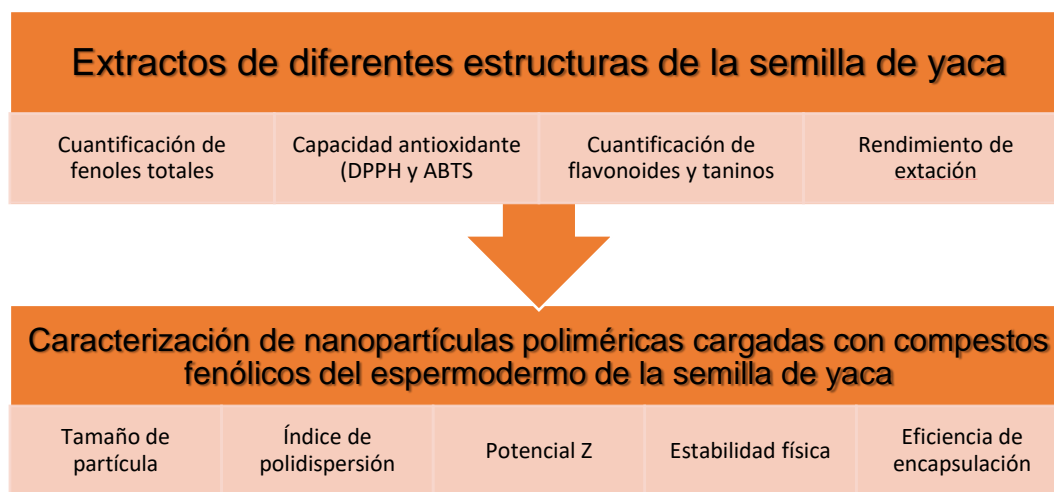 Extractos de diferentes estructuras de la semilla de yaca
Cuantificación de
fenoles totales
Capacidad antioxidante
(DPPH y ABTS
Cuantificación de
flavonoides y taninos
Rendimiento de
extación
Caracterización de nanopartículas poliméricas cargadas con compestos
fenólicos del espermodermo de la semilla de yaca
Tamaño de
partícula
Índice de
polidispersión
Potencial Z
Estabilidad física
Eficiencia de
encapsulación